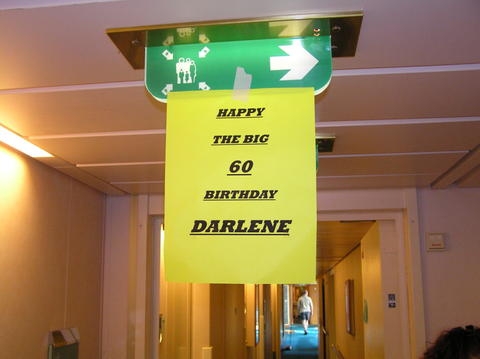 HAPPY
THE BIG
60
BIRTHDAY
DARLENE